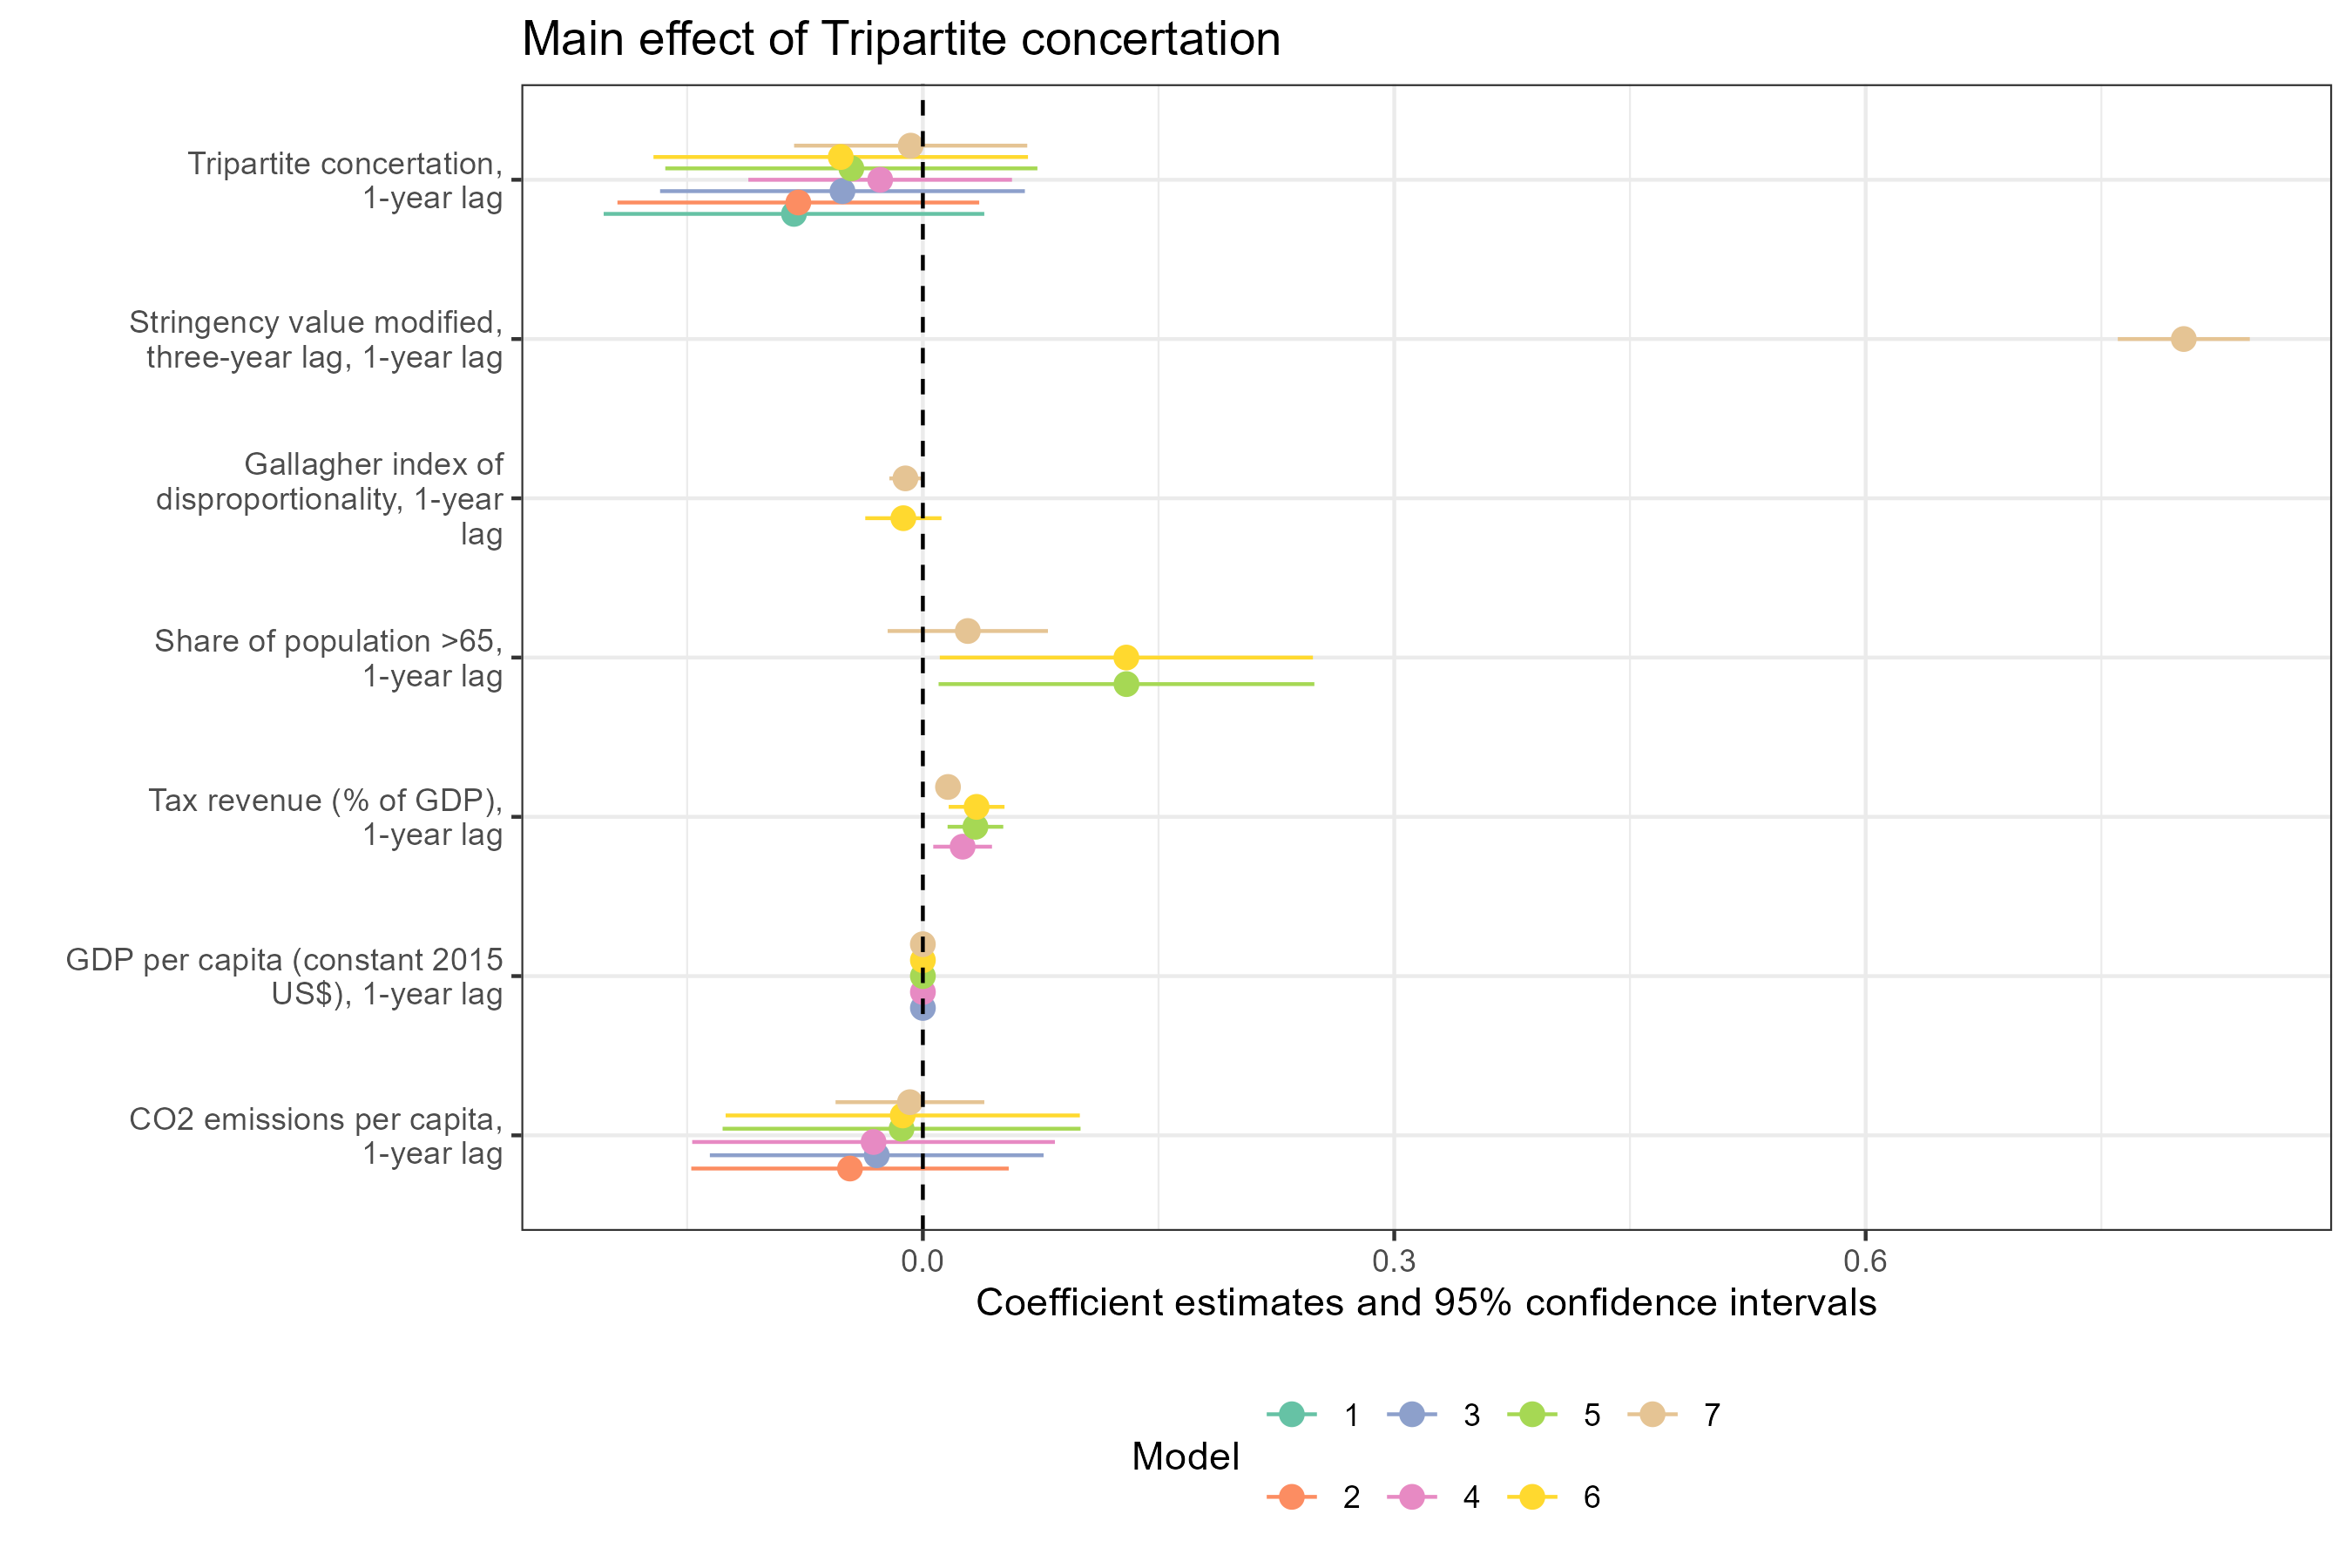 Main effect of Tripartite concertation
Tripartite concertation,
1-year lag
Stringency value modified,
three-year lag, 1-year lag
Gallagher index of
disproportionality, 1-year
lag
Share of population >65,
1-year lag
Tax revenue (% of GDP),
1-year lag
GDP per capita (constant 2015
US$), 1-year lag
CO2 emissions per capita,
1-year lag
0.0 0.3 0.6
Coefficient estimates and 95% confidence intervals
Model
1 3 5 7
2 4 6